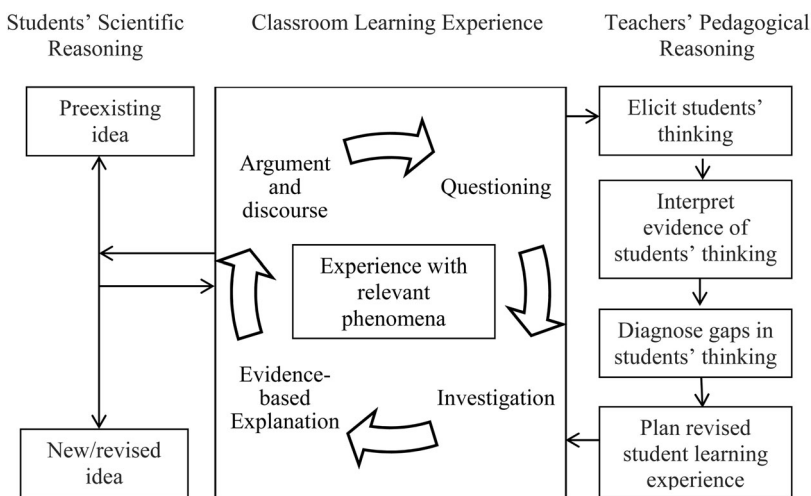 Students’ Scientific
Reasoning
Classroom Learning Experience
Teachers’ Pedagogical
Reasoning
Preexisting
idea
New/revised
idea
Argument
and
discourse
Questioning
Experience with
relevant
phenomena
Evidence-
based
Explanation
Investigation
Elicit students’
thinking
Interpret
evidence of
students’ thinking
Diagnose gaps in
students’ thinking
Plan revised
student learning
experience